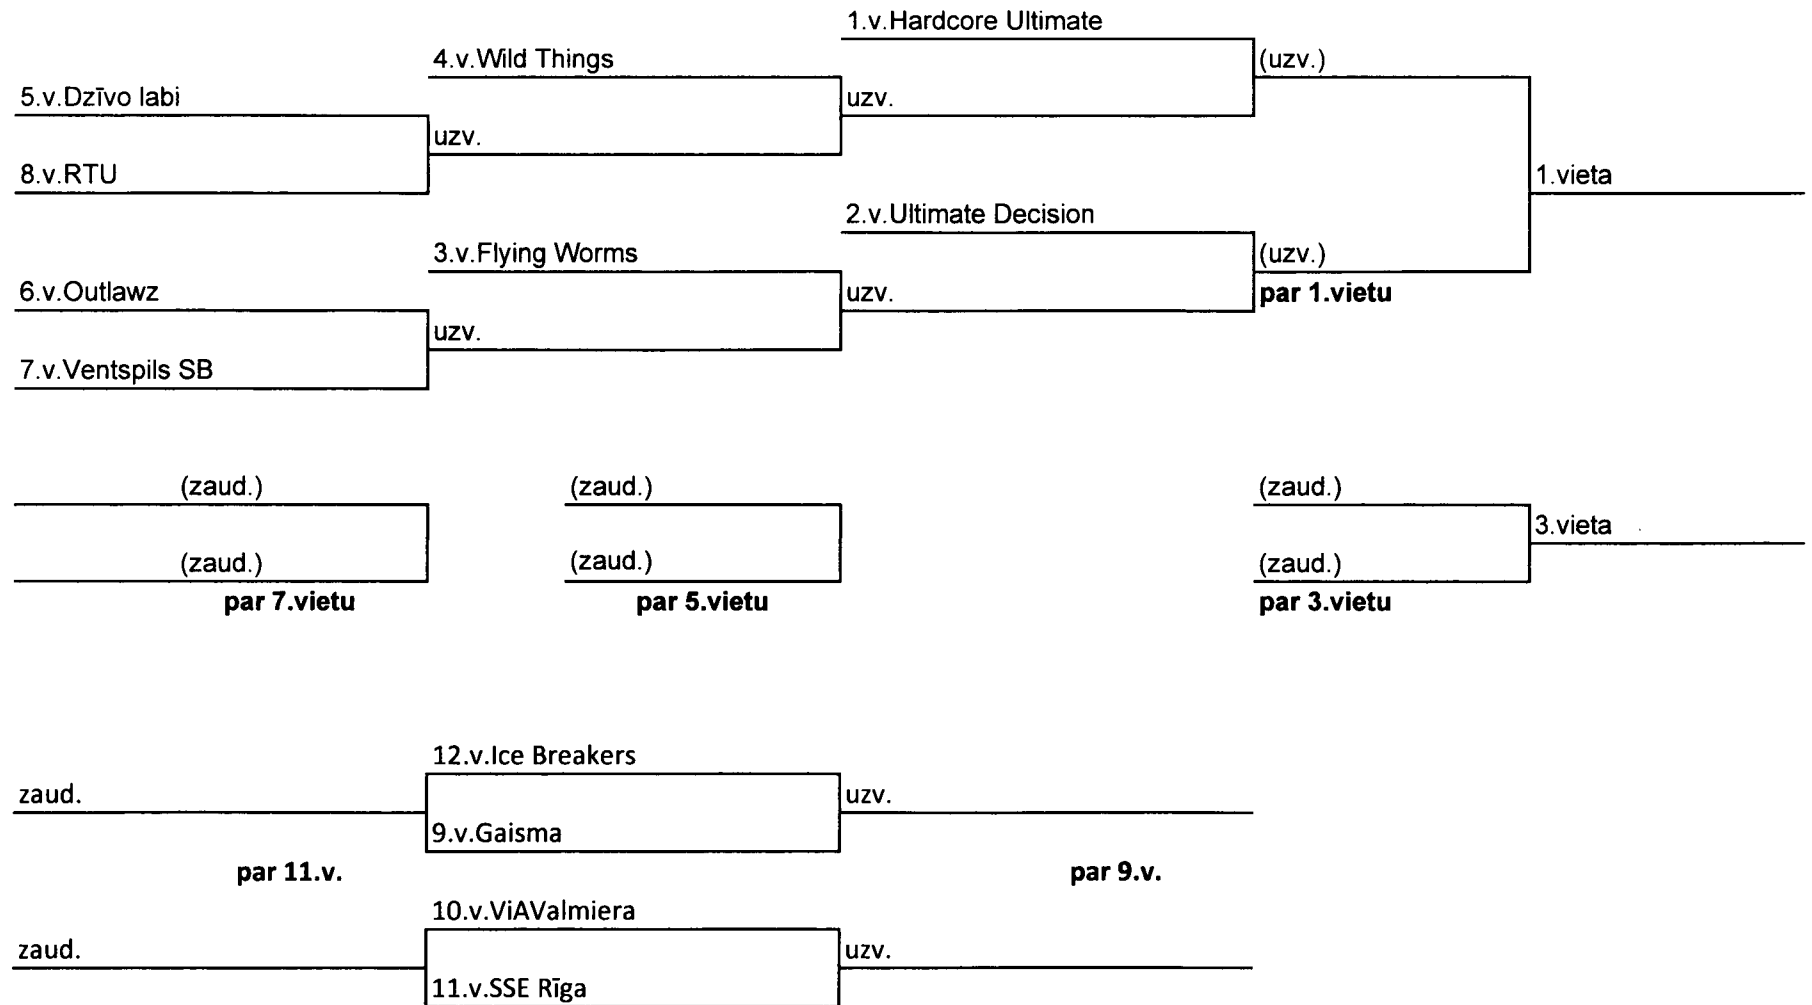 1.v.Hardcore Ultimate
4.v.Wild Things
(uzv.)
5.v.Dzīvo labi
uzv.
uzv.
8.v.RTU
1.vieta
2.v.Ultimate Decision
3.v.Flying Worms
(uzv.)
6.v.Outlawz
uzv.
par 1.vietu
uzv.
7.v.Ventspils SB
(zaud.)
(zaud.)
(zaud.)
3.vieta
(zaud.)
(zaud.)
(zaud.)
par 7.vietu
par 5.vietu
par 3.vietu
12.v.Ice Breakers
zaud.
uzv.
9.v.Gaisma
par 11.v.
par 9.v.
10.v.ViAValmiera
zaud.
uzv.
11.v.SSE Rīga